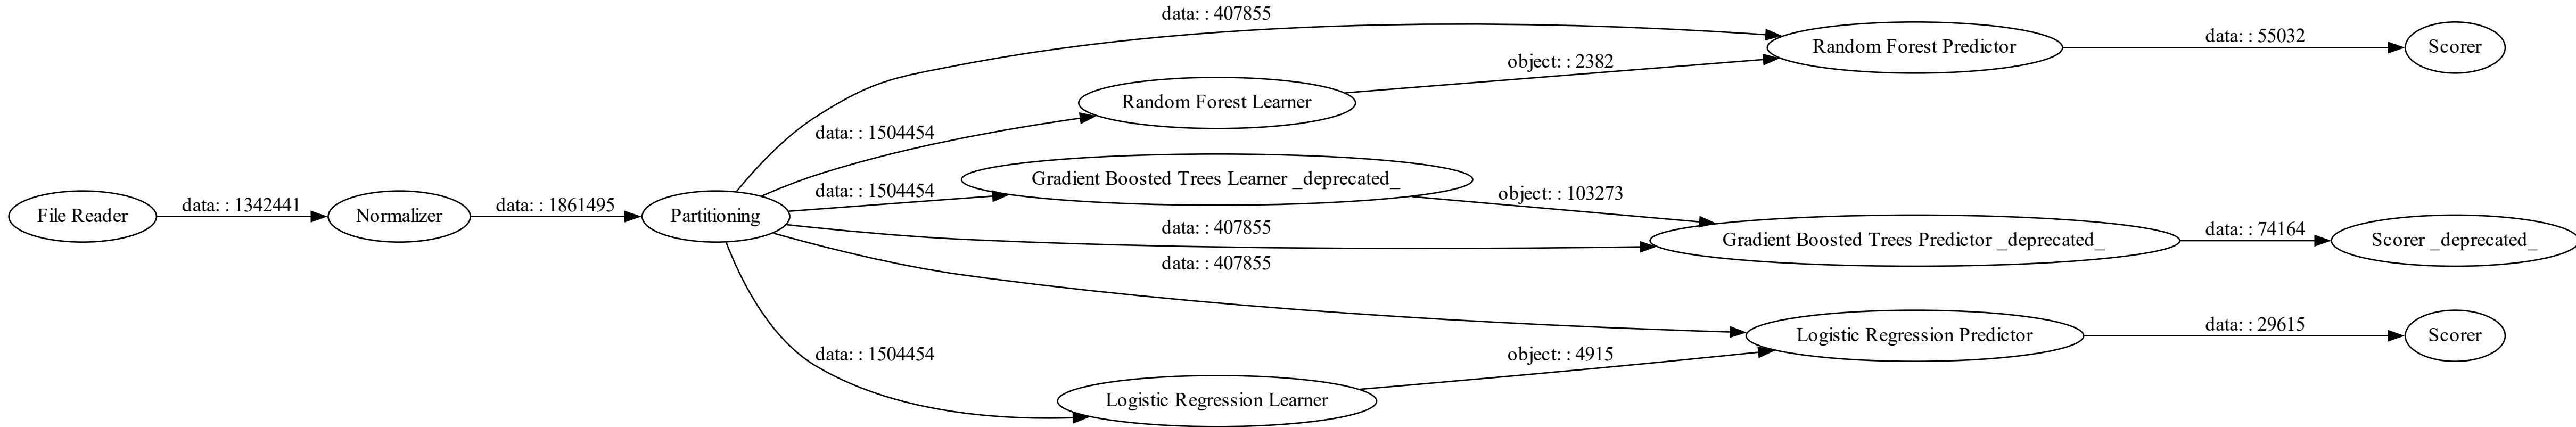 data: : 407855
Random Forest Predictor
data: : 55032
Scorer
object: : 2382
Random Forest Learner
data: : 1504454
Gradient Boosted Trees Learner _deprecated_
data: : 1504454
object: : 103273
File Reader
data: : 1342441
Normalizer
data: : 1861495
Partitioning
data: : 407855
Gradient Boosted Trees Predictor _deprecated_
data: : 74164
Scorer _deprecated_
data: : 407855
Logistic Regression Predictor
data: : 29615
Scorer
data: : 1504454
object: : 4915
Logistic Regression Learner